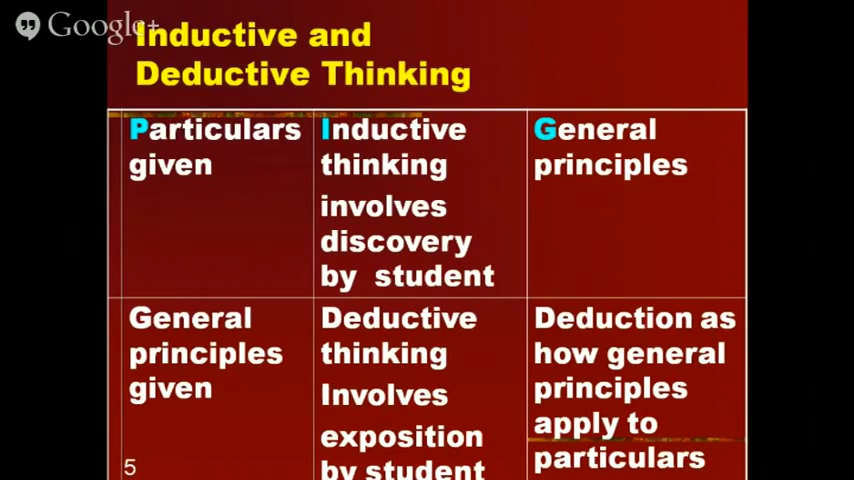 Google+
Inductive and
Deductive Thinking
Particulars
given
Inductive
thinking
involves
discovery
by student
General
principles
General
principles
given
Deductive
thinking
Involves
exposition
by student
Deduction as
how general
principles
apply to
particulars
5